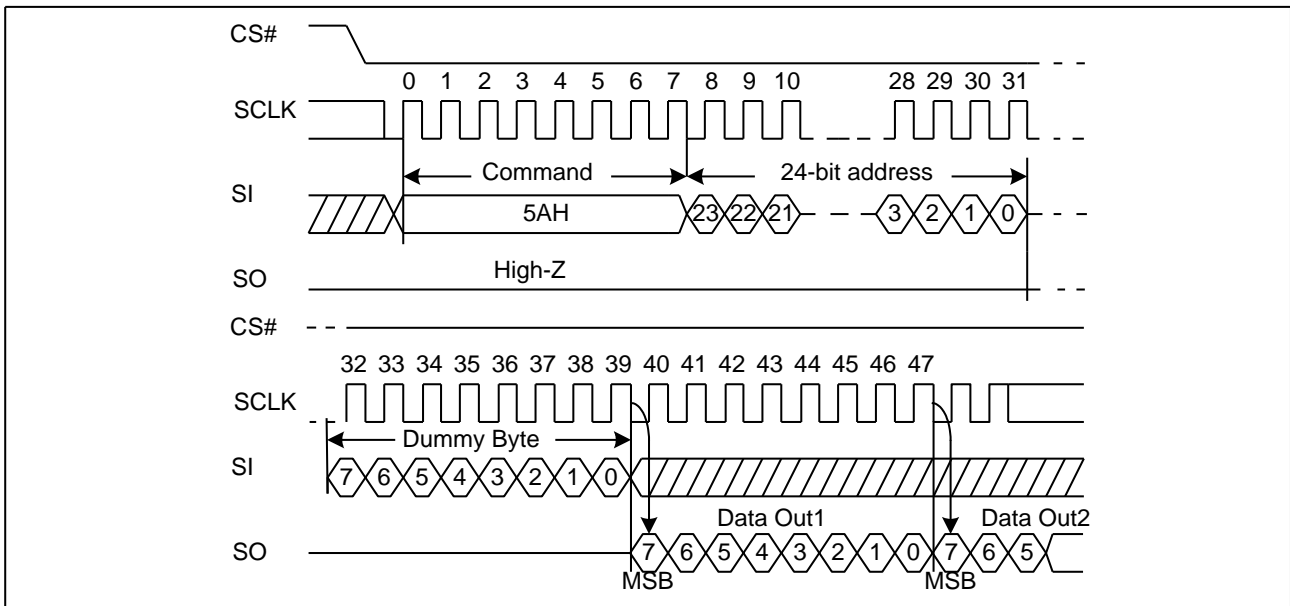 CS#
0 1 2 3 4 5 6 7 8 9 10 28 29 30 31
SCLK
Command 24-bit address
SI
5AH 23 22 21 3 2 1 0
High-Z
SO
CS#
32 33 34 35 36 37 38 39 40 41 42 43 44 45 46 47
SCLK
Dummy Byte
SI
7 6 5 4 3 2 1 0
Data Out1 Data Out2
SO
7 6 5 4 3 2 1 0 7 6 5
MSB MSB